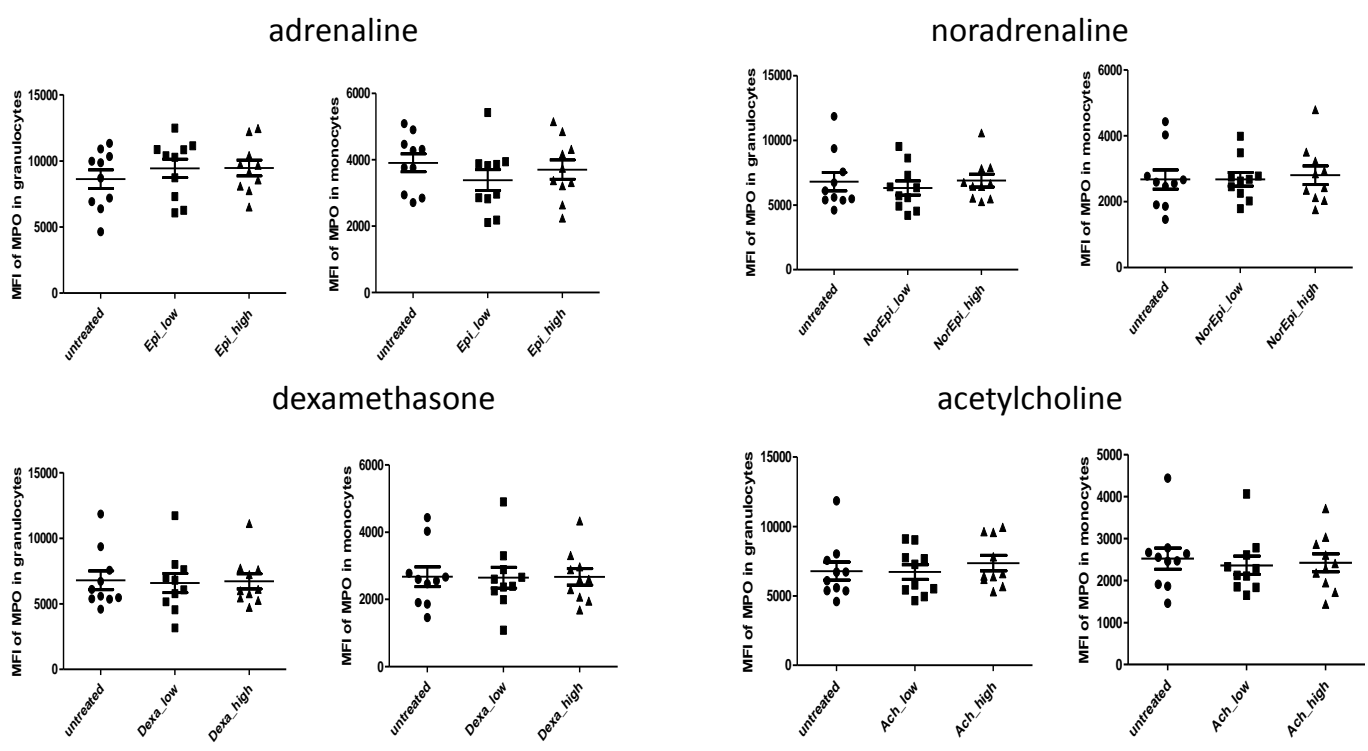 adrenaline
noradrenaline
MFI of MPO in granulocytes
15000
10000
5000
0
untreated
Epi_low
Epi_high
MFI of MPO in monocytes
6000
4000
2000
0
untreated
Epi_low
Epi_high
MFI of MPO in granulocytes
15000
10000
5000
0
untreated
NorEpi_low
NorEpi_high
MFI of MPO in monocytes
6000
4000
2000
0
untreated
NorEpi_low
NorEpi_high
dexamethasone
acetylcholine
MFI of MPO in granulocytes
15000
10000
5000
0
untreated
Dexa_low
Dexa_high
MFI of MPO in monocytes
6000
4000
2000
0
untreated
Dexa_low
Dexa_high
MFI of MPO in granulocytes
15000
10000
5000
0
untreated
Ach_low
Ach_high
MFI of MPO in monocytes
5000
4000
3000
2000
1000
0
untreated
Ach_low
Ach_high